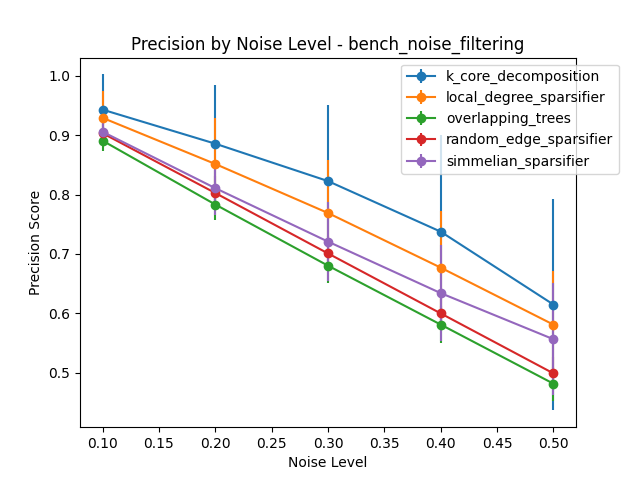 Precision by Noise Level - bench_noise_filtering
k_core_decomposition
local_degree_sparsifier
overlapping_trees
random_edge_sparsifier
simmelian_sparsifier
Precision Score
1.0
0.9
0.8
0.7
0.6
0.5
0.10 0.15 0.20 0.25 0.30 0.35 0.40 0.45 0.50
Noise Level